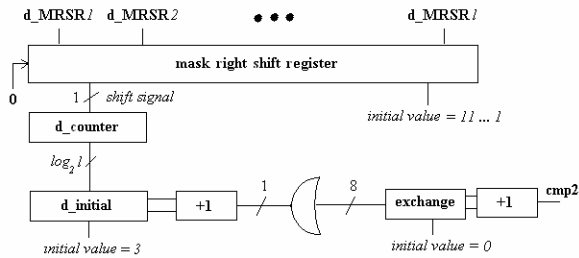 d_MRSR1 d_MRSR2 ••• d_MRSRl
mask right shift register
0
1 shift signal
initial value = 11 ... 1
d_counter
log2 l
1
8
cmp2
d_initial
+1
exchange
+1
initial value = 3
initial value = 0